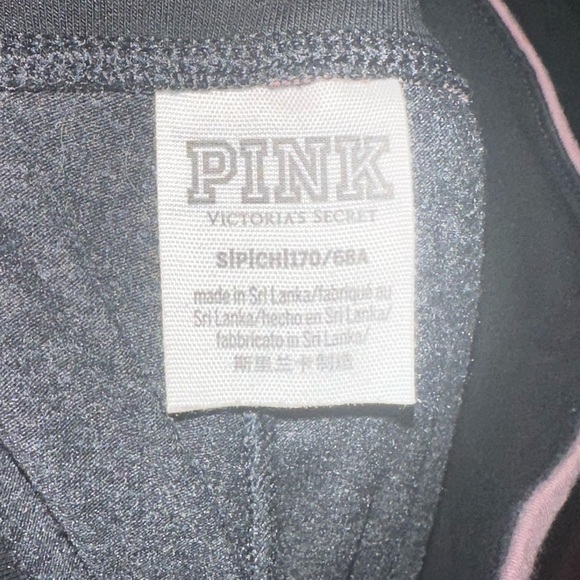 PINK
VICTORIA'S SECRET
S|P|CH|170/68A
made in Sri Lanka/fabriqué au
Sri Lanka/hecho en Sri Lanka/
fabbricato in Sri Lanka/
斯里兰卡制造